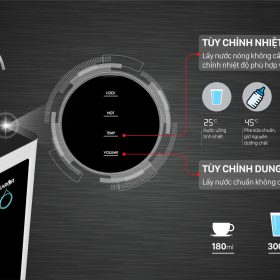 TÙY CHỈNH NHIỆT
Lấy nước nóng không cầ
chỉnh nhiệt độ phù hợp
25°C
Nước uống
tinh khiết
45°C
Pha sữa chuẩn
giữ nguyên
dưỡng chất
LOCK
HOT
TEMP
VOLUME
TÙY CHỈNH DUNG
Lấy nước chuẩn không c
180ml
300